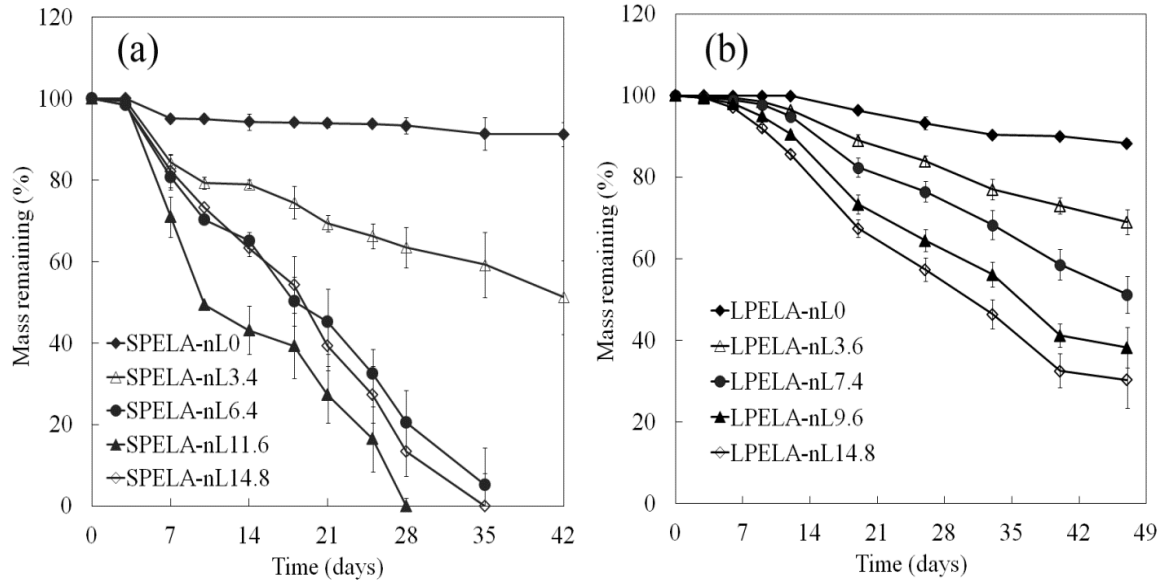 (a)
Mass remaining (%)
120
100
80
60
40
20
0
SPELA-nL0
SPELA-nL3.4
SPELA-nL6.4
SPELA-nL11.6
SPELA-nL14.8
0 7 14 21 28 35 42
Time (days)
(b)
Mass remaining (%)
120
100
80
60
40
20
0
LPELA-nL0
LPELA-nL3.6
LPELA-nL7.4
LPELA-nL9.6
LPELA-nL14.8
0 7 14 21 28 35 42 49
Time (days)